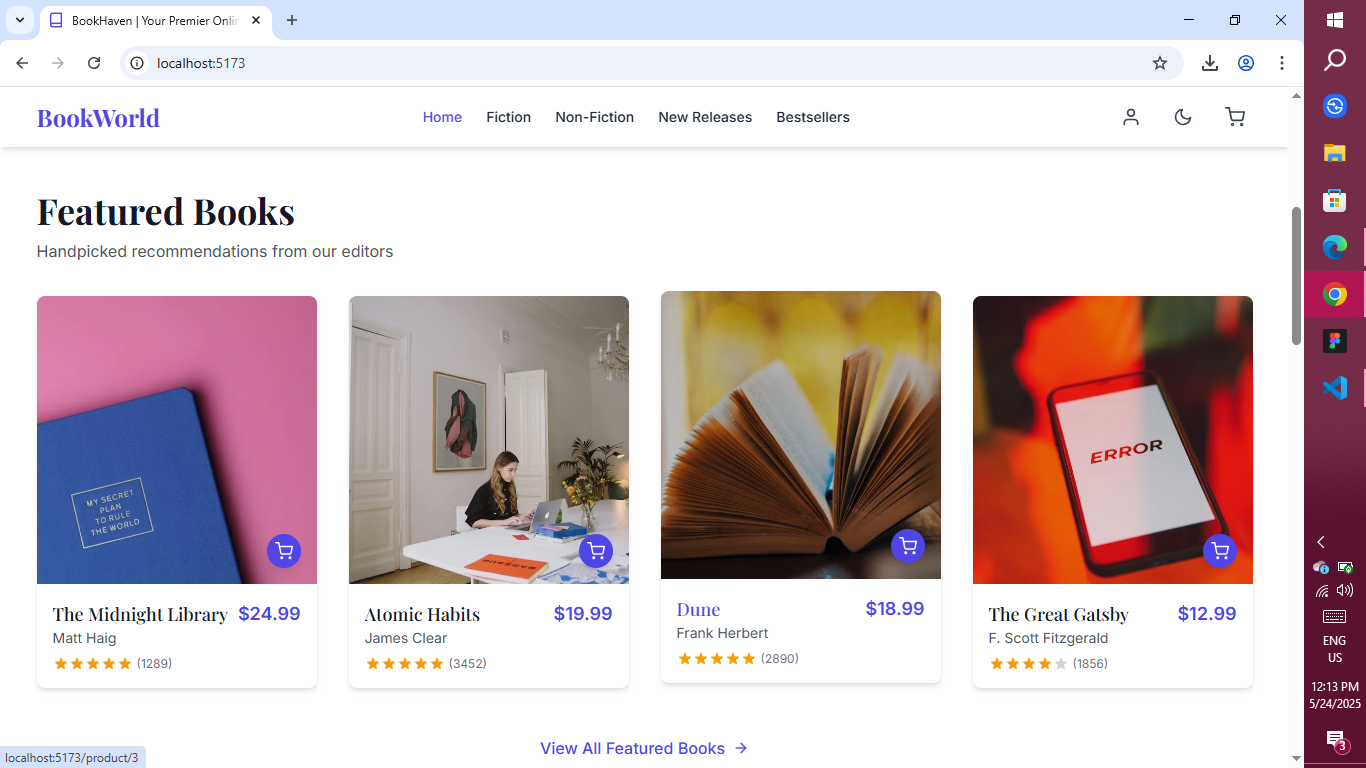 BookHaven | Your Premier Onli
localhost:5173
BookWorld
Home Fiction Non-Fiction New Releases Bestsellers
Featured Books
Handpicked recommendations from our editors
MY SECRET
PLAN
TO RULE
THE WORLD
ERROR
The Midnight Library $24.99
Matt Haig
(1289)
Atomic Habits $19.99
James Clear
(3452)
Dune $18.99
Frank Herbert
(2890)
The Great Gatsby $12.99
F. Scott Fitzgerald
(1856)
View All Featured Books
localhost:5173/product/3
ENG
US
12:13 PM
5/24/2025
3